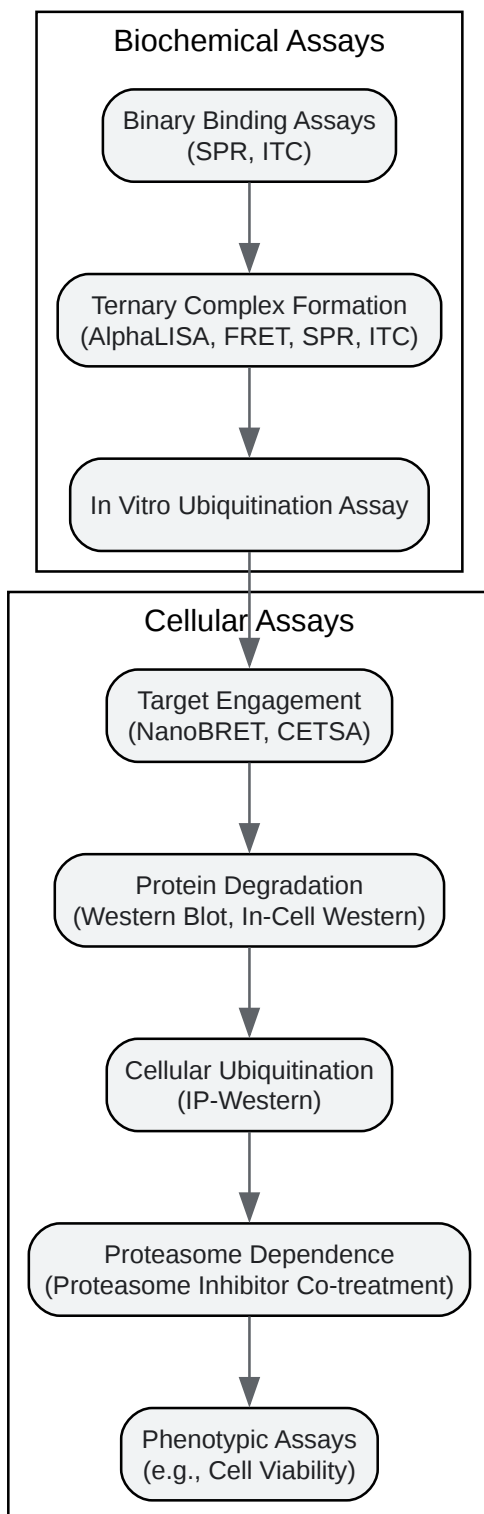 Biochemical Assays
Binary Binding Assays
(SPR, ITC)
Ternary Complex Formation
(AlphaLISA, FRET, SPR, ITC)
In Vitro Ubiquitination Assay
Cellular Assays
Target Engagement
(NanoBRET, CETSA)
Protein Degradation
(Western Blot, In-Cell Western)
Cellular Ubiquitination
(IP-Western)
Proteasome Dependence
(Proteasome Inhibitor Co-treatment)
Phenotypic Assays
(e.g., Cell Viability)